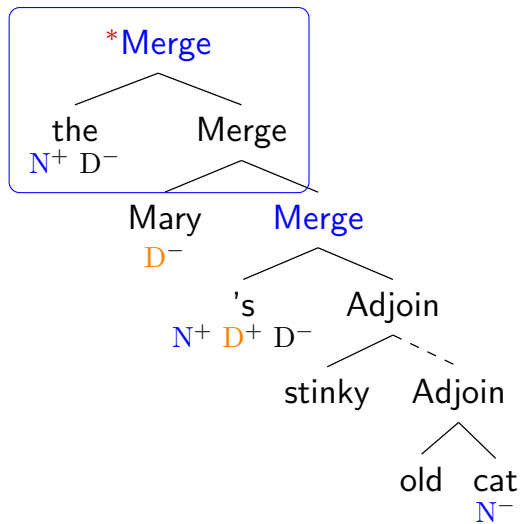 *Merge
the Merge
N⁺ D⁻
Mary Merge
D⁻
's Adjoin
N⁺ D⁺ D⁻
stinky Adjoin
old cat
N⁻